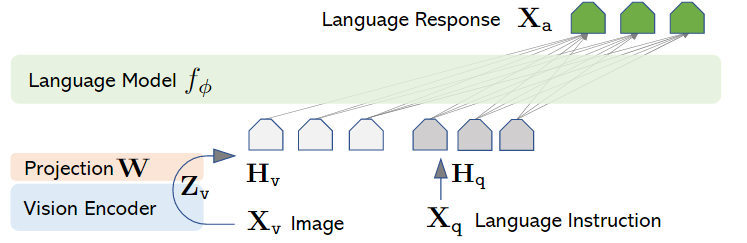 Language Response X_a
Language Model f_ϕ
Projection W
Z_v
H_v
H_q
Vision Encoder
X_v Image
X_q Language Instruction